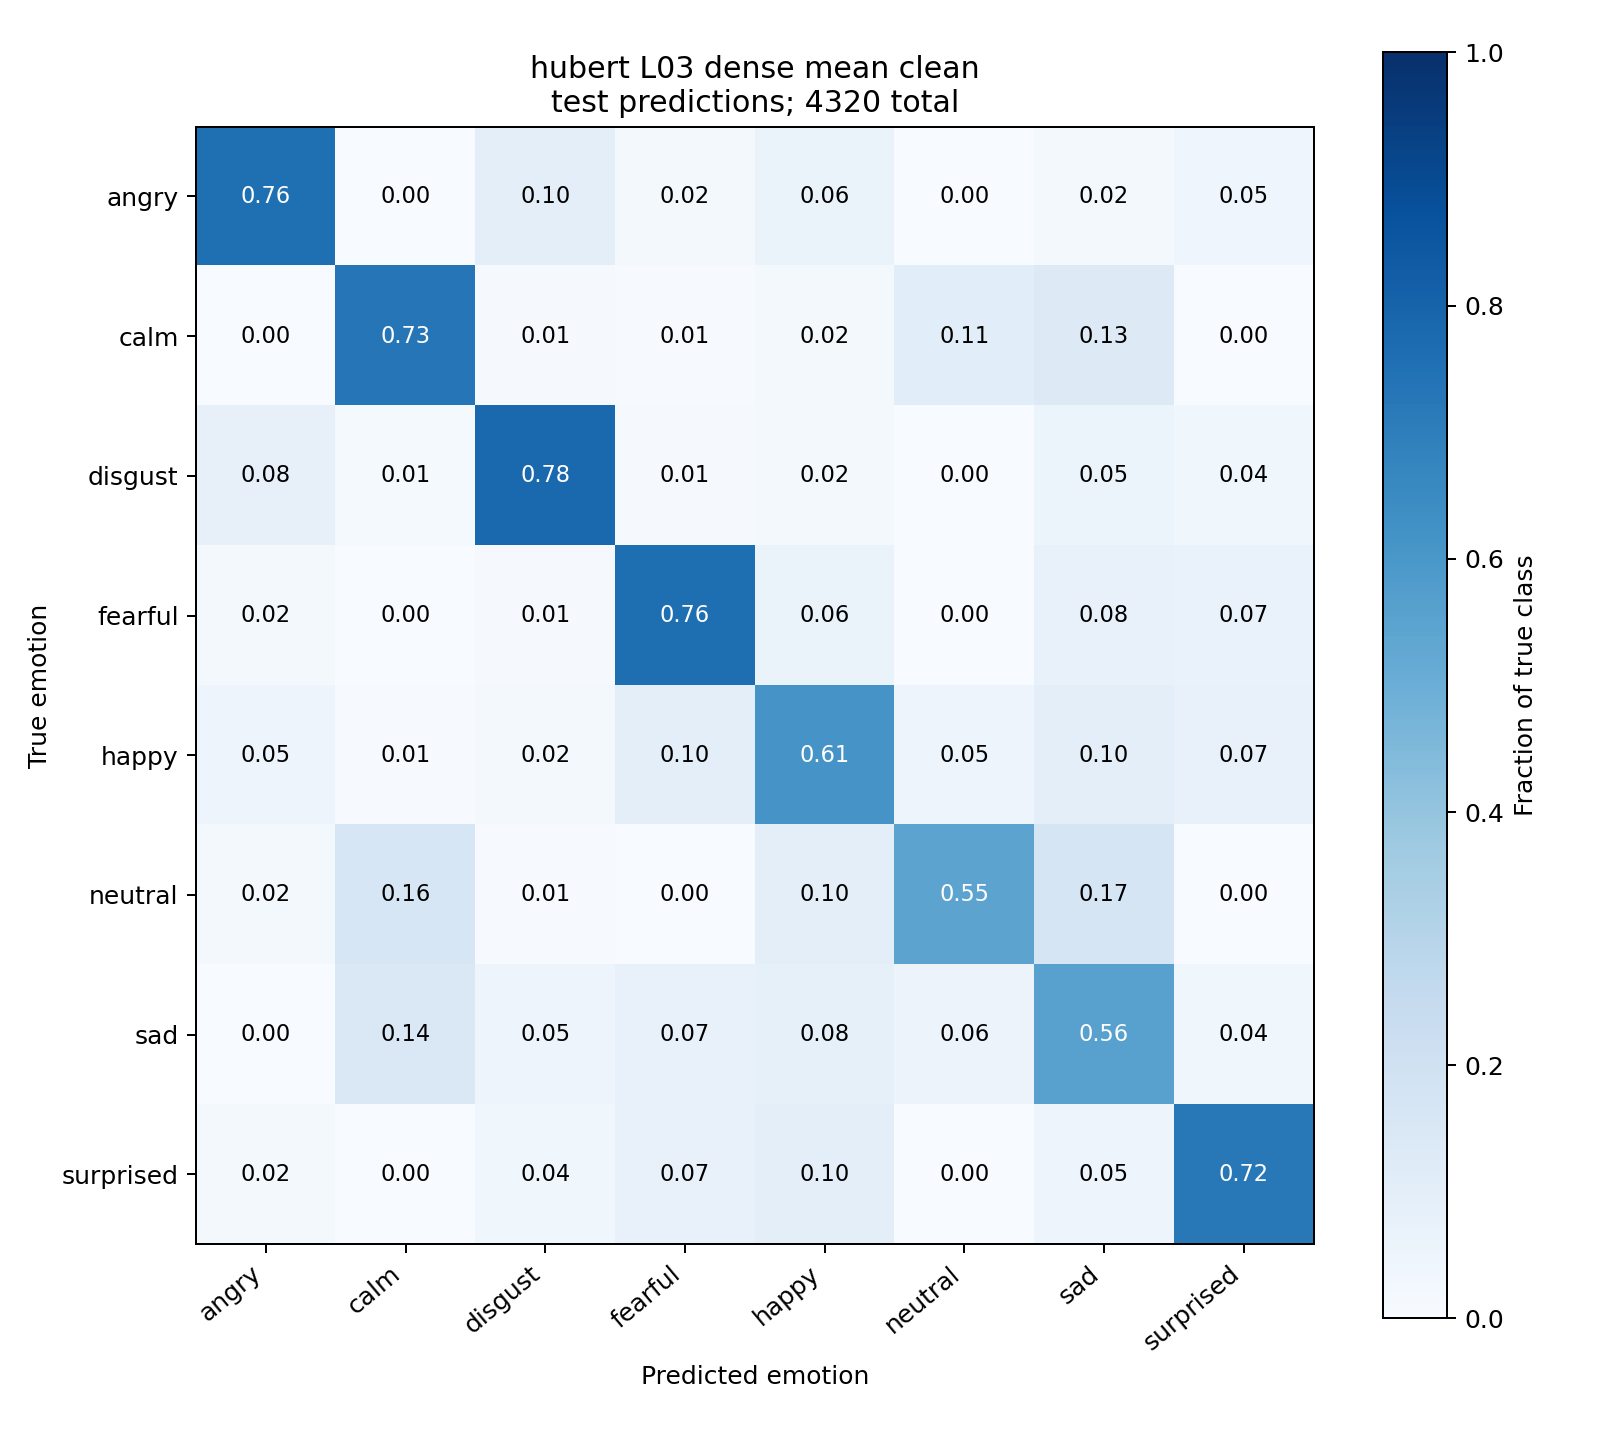 hubert L03 dense mean clean
test predictions; 4320 total
angry 0.76 0.00 0.10 0.02 0.06 0.00 0.02 0.05
calm 0.00 0.73 0.01 0.01 0.02 0.11 0.13 0.00
disgust 0.08 0.01 0.78 0.01 0.02 0.00 0.05 0.04
fearful 0.02 0.00 0.01 0.76 0.06 0.00 0.08 0.07
happy 0.05 0.01 0.02 0.10 0.61 0.05 0.10 0.07
neutral 0.02 0.16 0.01 0.00 0.10 0.55 0.17 0.00
sad 0.00 0.14 0.05 0.07 0.08 0.06 0.56 0.04
surprised 0.02 0.00 0.04 0.07 0.10 0.00 0.05 0.72
angry calm disgust fearful happy neutral sad surprised
Predicted emotion
True emotion
1.0
0.8
0.6
0.4
0.2
0.0
Fraction of true class